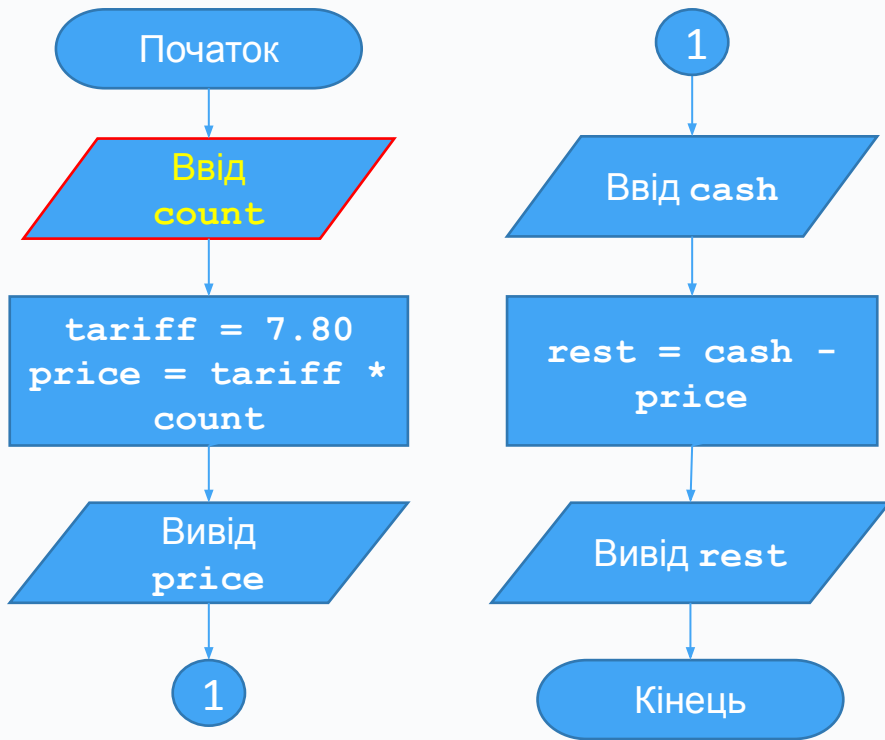 Початок
Ввід
count
tariff = 7.80
price = tariff *
count
Вивід
price
1
1
Ввід cash
rest = cash -
price
Вивід rest
Кінець